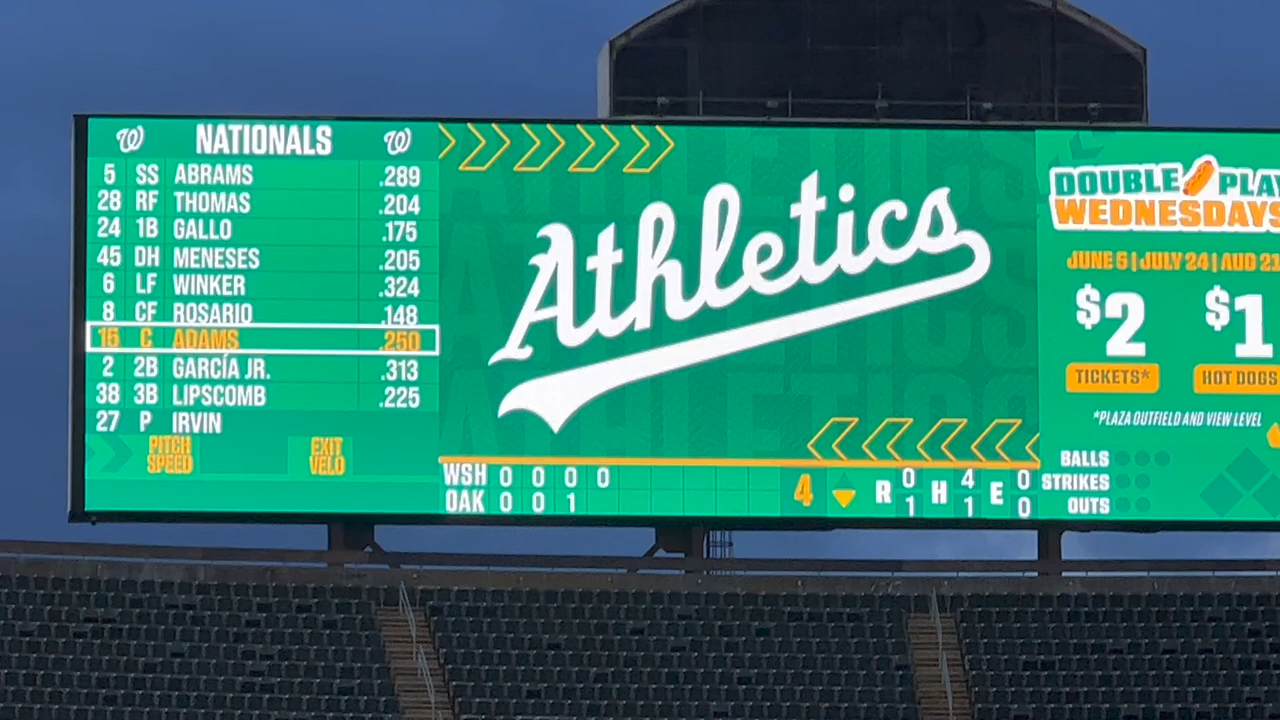 W NATIONALS W
5 SS ABRAMS .289
28 RF THOMAS .204
24 1B GALLO .175
45 DH MENESES .205
6 LF WINKER .324
8 CF ROSARIO .148
15 C ADAMS .250
2 2B GARCÍA JR. .313
38 3B LIPSCOMB .225
27 P IRVIN
PITCH SPEED
EXIT VELO
Athletics
WSH 0 0 0 0
OAK 0 0 1
4 R 0 1 H 4 1 E 0 0
DOUBLE PLAY
WEDNESDAYS
JUNE 5 | JULY 24 | AUG 21
$2 $1
TICKETS* HOT DOGS
*PLAZA OUTFIELD AND VIEW LEVEL
BALLS
STRIKES
OUTS